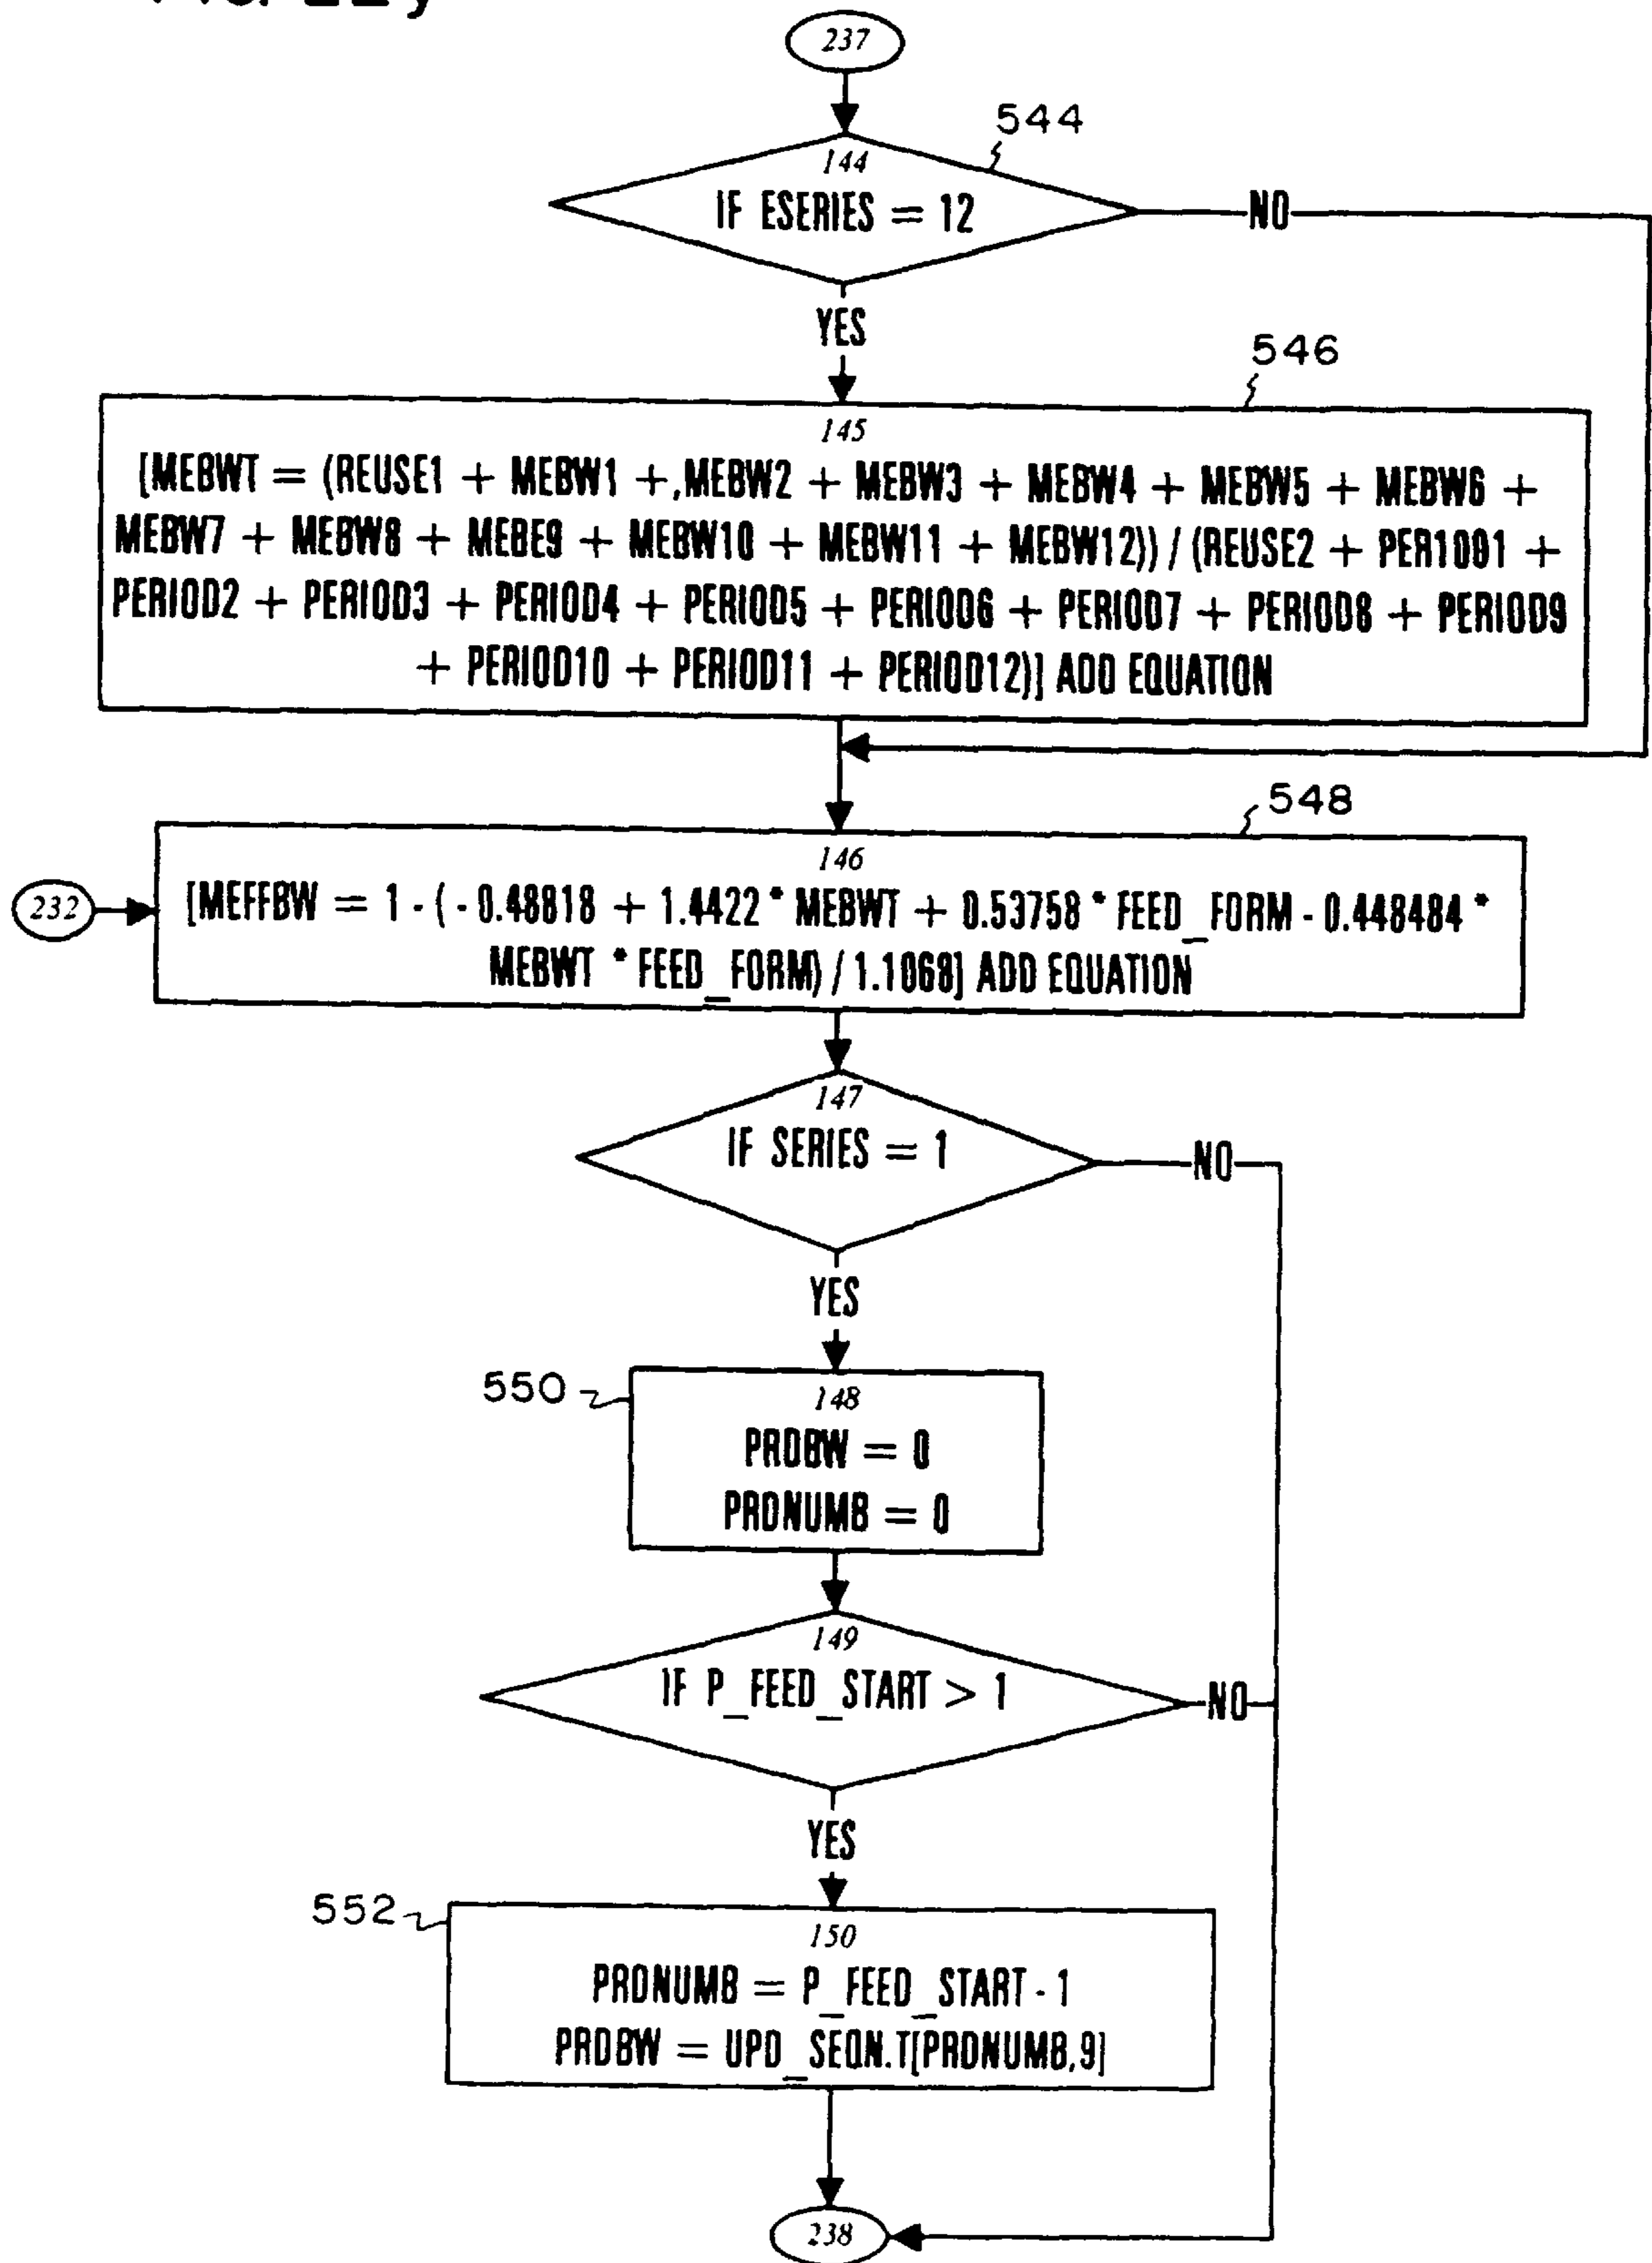 237
544
144
IF ESERIES = 12
NO
YES
546
145
[MEBWT = (REUSE1 + MEBW1 +,MEBW2 + MEBW3 + MEBW4 + MEBW5 + MEBW6 +
MEBW7 + MEBW8 + MEBE9 + MEBW10 + MEBW11 + MEBW12)) / (REUSE2 + PER1OD1 +
PERIOD2 + PERIOD3 + PERIOD4 + PERIOD5 + PERIOD6 + PERIOD7 + PERIOD8 + PERIOD9
+ PERIOD10 + PERIOD11 + PERIOD12)] ADD EQUATION
548
146
232
[MEFFBW = 1 - ( - 0.48818 + 1.4422 * MEBWT + 0.53758 * FEED_FORM - 0.448484 *
MEBWT * FEED_FORM) / 1.1068] ADD EQUATION
147
IF SERIES = 1
NO
YES
550
148
PRDBW = 0
PRDNUMB = 0
149
IF P_FEED_START > 1
NO
YES
552
150
PRDNUMB = P_FEED_START - 1
PRDBW = UPD_SEQN.T[PRDNUMB,9]
238